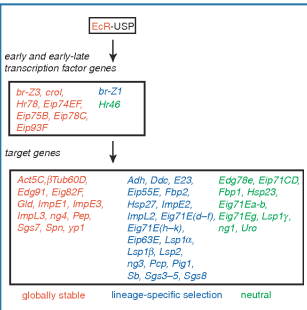 EcR-USP
early and early-late
transcription factor genes
br-Z3, crol,
Hr78, Eip74EF,
Eip75B, Eip78C,
Eip93F
br-Z1
Hr46
target genes
Act5C, βTub60D,
Edg91, Eig82F,
Gld, ImpE1, ImpE3,
ImpL3, ng4, Pep,
Sgs7, Spn, yp1
Adh, Ddc, E23,
Eip55E, Fbp2,
Hsp27, ImpE2,
ImpL2, Eig71E(d–f),
Eig71E(h–k),
Eip63E, Lsp1α,
Lsp1β, Lsp2,
ng3, Pcp, Pig1,
Sb, Sgs3–5, Sgs8
Edg78e, Eip71CD,
Fbp1, Hsp23,
Eig71Ea-b,
Eig71Eg, Lsp1γ,
ng1, Uro
globally stable
lineage-specific selection
neutral